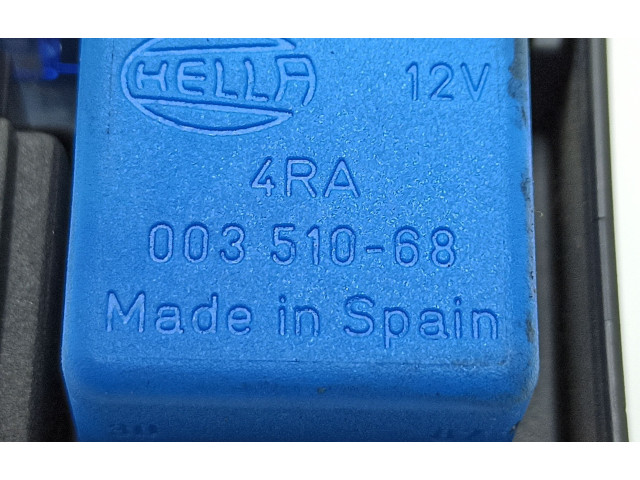 HELLA 12V
4RA
003 510-68
Made in Spain